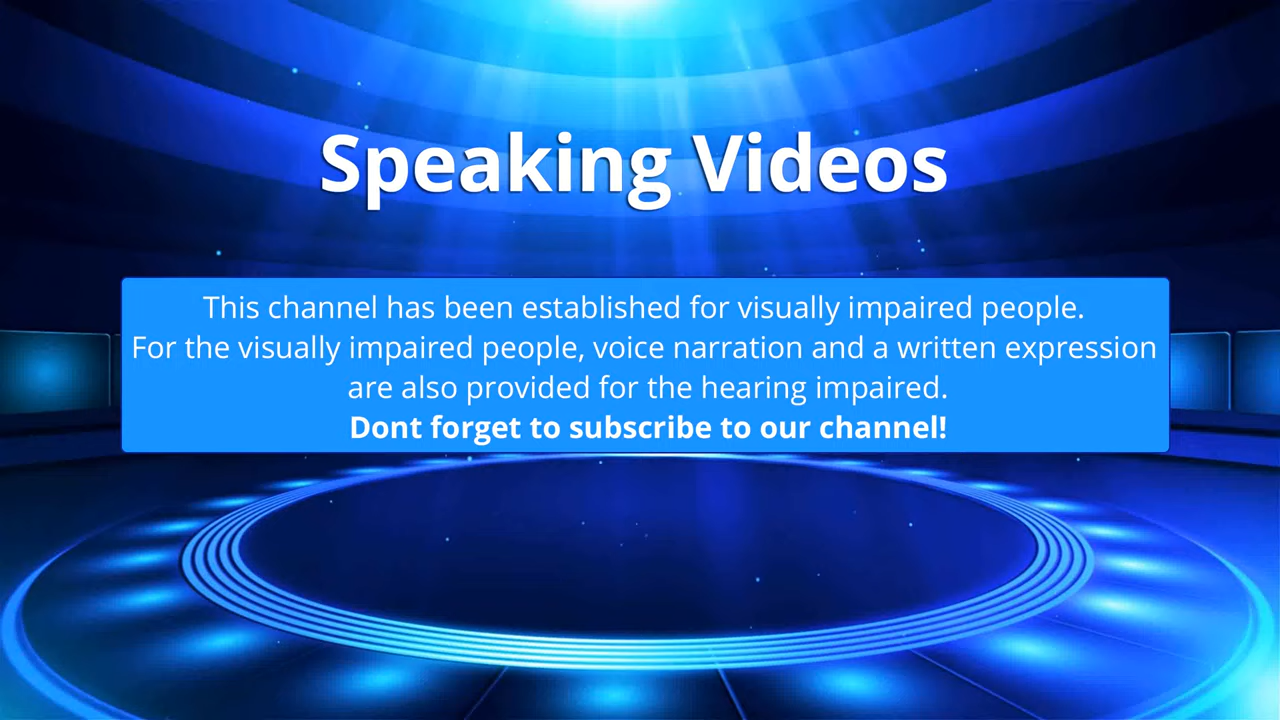 Speaking Videos
This channel has been established for visually impaired people.
For the visually impaired people, voice narration and a written expression
are also provided for the hearing impaired.
Dont forget to subscribe to our channel!